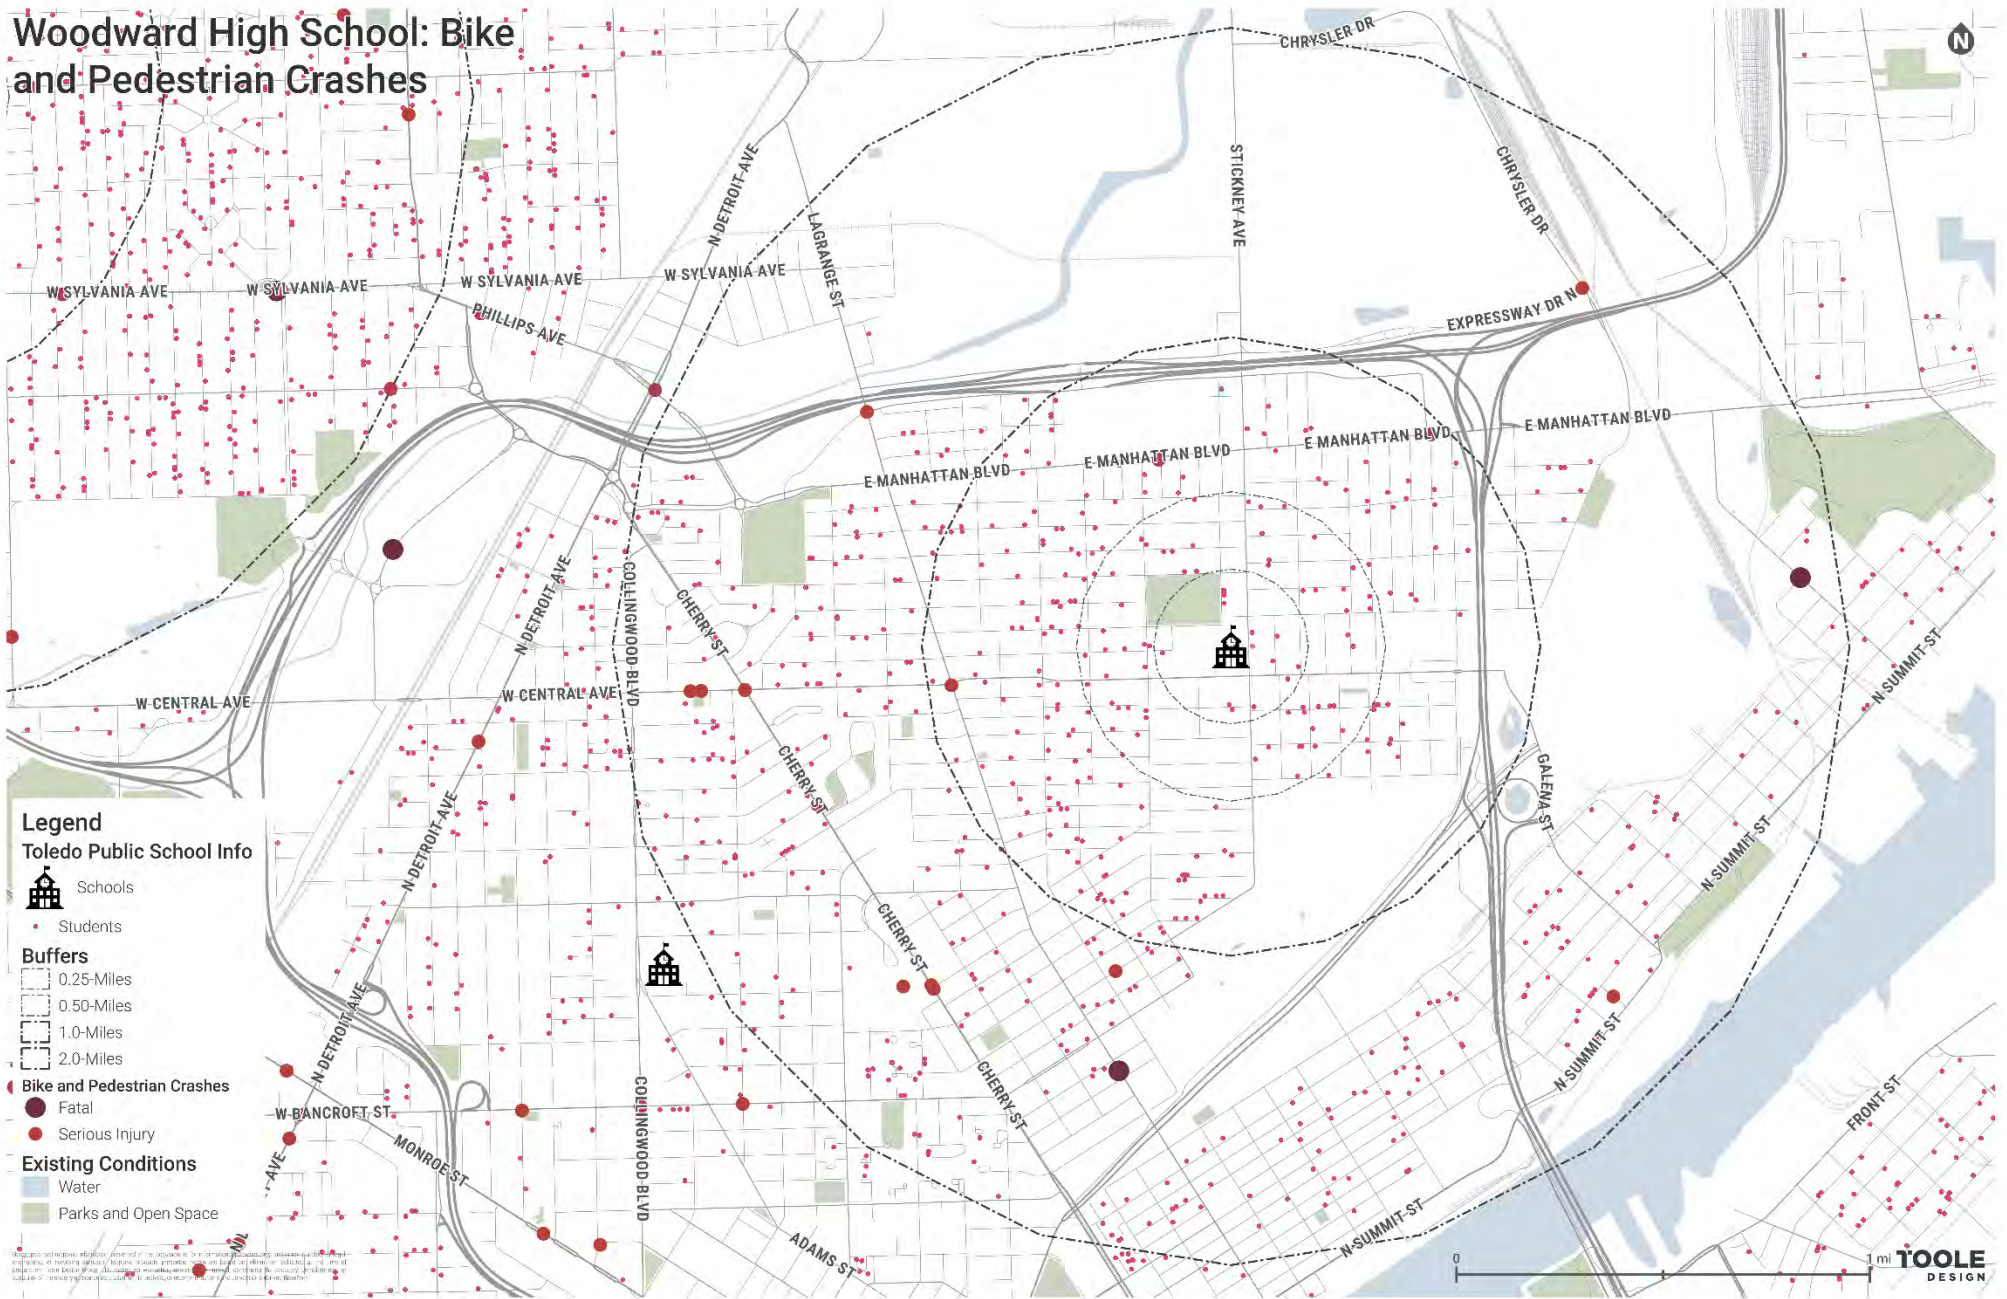 Woodward High School: Bike
and Pedestrian Crashes
N
CHRYSLER DR
N DETROIT AVE
STICKNEY AVE
CHRYSLER DR
LAGRANGE ST
W SYLVANIA AVE
W SYLVANIA AVE
W SYLVANIA AVE
W SYLVANIA AVE
PHILLIPS AVE
EXPRESSWAY DR N
E MANHATTAN BLVD
E MANHATTAN BLVD
E MANHATTAN BLVD
E MANHATTAN BLVD
N DETROIT AVE
COLLINGWOOD BLVD
CHERRY ST
N SUMMIT ST
W CENTRAL AVE
W CENTRAL AVE
CHERRY ST
GALENA ST
N DETROIT AVE
N SUMMIT ST
CHERRY ST
N DETROIT AVE
N SUMMIT ST
CHERRY ST
FRONT ST
W BANCROFT ST
MONROE ST
COLLINGWOOD BLVD
ADAMS ST
N SUMMIT ST
Legend
Toledo Public School Info
Schools
Students
Buffers
0.25-Miles
0.50-Miles
1.0-Miles
2.0-Miles
Bike and Pedestrian Crashes
Fatal
Serious Injury
Existing Conditions
Water
Parks and Open Space
AVE
0
1 mi
TOOLE
DESIGN